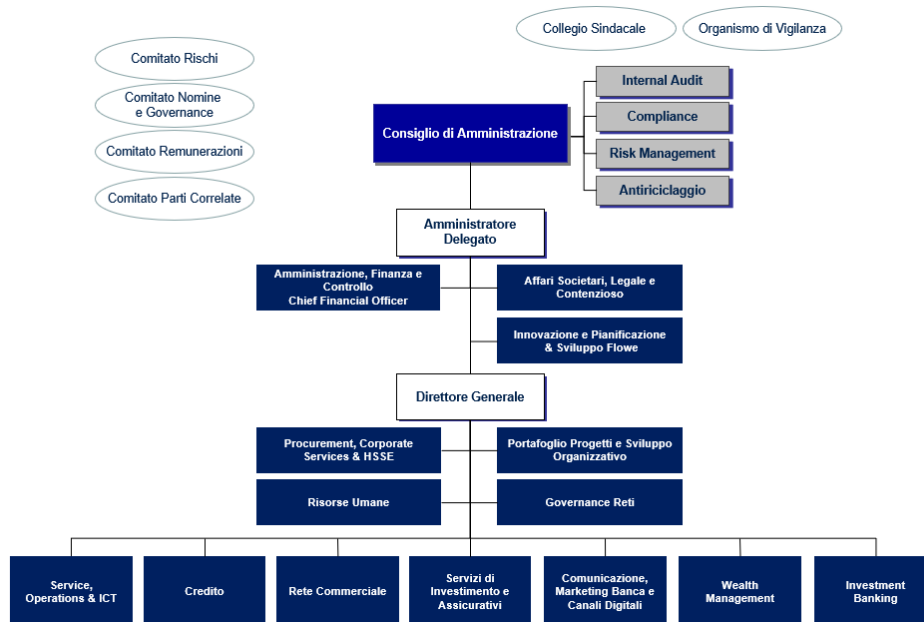 Collegio Sindacale
Organismo di Vigilanza
Comitato Rischi
Comitato Nomine
e Governance
Comitato Remunerazioni
Comitato Parti Correlate
Consiglio di Amministrazione
Internal Audit
Compliance
Risk Management
Antiriciclaggio
Amministratore
Delegato
Amministrazione, Finanza e
Controllo
Chief Financial Officer
Affari Societari, Legale e
Contenzioso
Innovazione e Pianificazione
& Sviluppo Flowe
Direttore Generale
Procurement, Corporate
Services & HSSE
Portafoglio Progetti e Sviluppo
Organizzativo
Risorse Umane
Governance Reti
Service,
Operations & ICT
Credito
Rete Commerciale
Servizi di
Investimento e
Assicurativi
Comunicazione,
Marketing Banca e
Canali Digitali
Wealth
Management
Investment
Banking